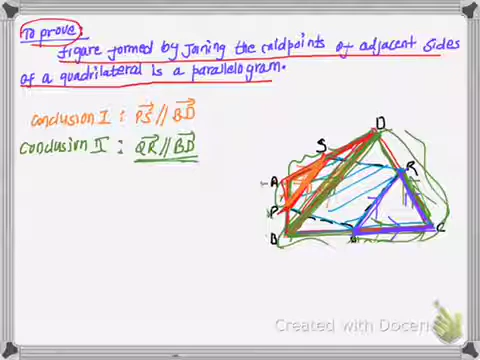 To prove:
figure formed by joining the midpoints of adjacent sides
of a quadrilateral is a parallelogram.
Conclusion I : PS // BD
Conclusion II : QR // BD
D
S
A
R
P
B
C
Created with Doceri